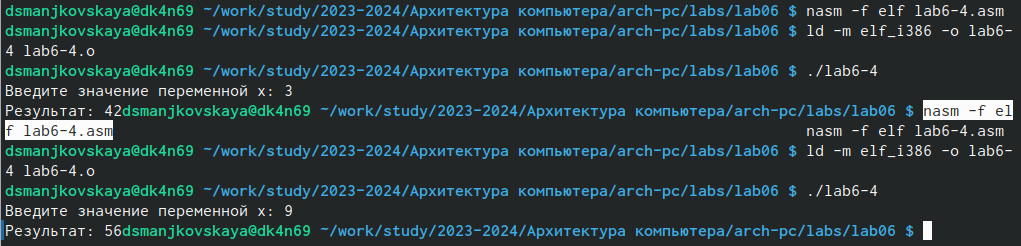 dsmanjkovskaya@dk4n69 ~/work/study/2023-2024/Архитектура компьютера/arch-pc/labs/lab06 $ nasm -f elf lab6-4.asm
dsmanjkovskaya@dk4n69 ~/work/study/2023-2024/Архитектура компьютера/arch-pc/labs/lab06 $ ld -m elf_i386 -o lab6-
4 lab6-4.o
dsmanjkovskaya@dk4n69 ~/work/study/2023-2024/Архитектура компьютера/arch-pc/labs/lab06 $ ./lab6-4
Введите значение переменной x: 3
Результат: 42dsmanjkovskaya@dk4n69 ~/work/study/2023-2024/Архитектура компьютера/arch-pc/labs/lab06 $ nasm -f el
f lab6-4.asm nasm -f elf lab6-4.asm
dsmanjkovskaya@dk4n69 ~/work/study/2023-2024/Архитектура компьютера/arch-pc/labs/lab06 $ ld -m elf_i386 -o lab6-
4 lab6-4.o
dsmanjkovskaya@dk4n69 ~/work/study/2023-2024/Архитектура компьютера/arch-pc/labs/lab06 $ ./lab6-4
Введите значение переменной x: 9
Результат: 56dsmanjkovskaya@dk4n69 ~/work/study/2023-2024/Архитектура компьютера/arch-pc/labs/lab06 $